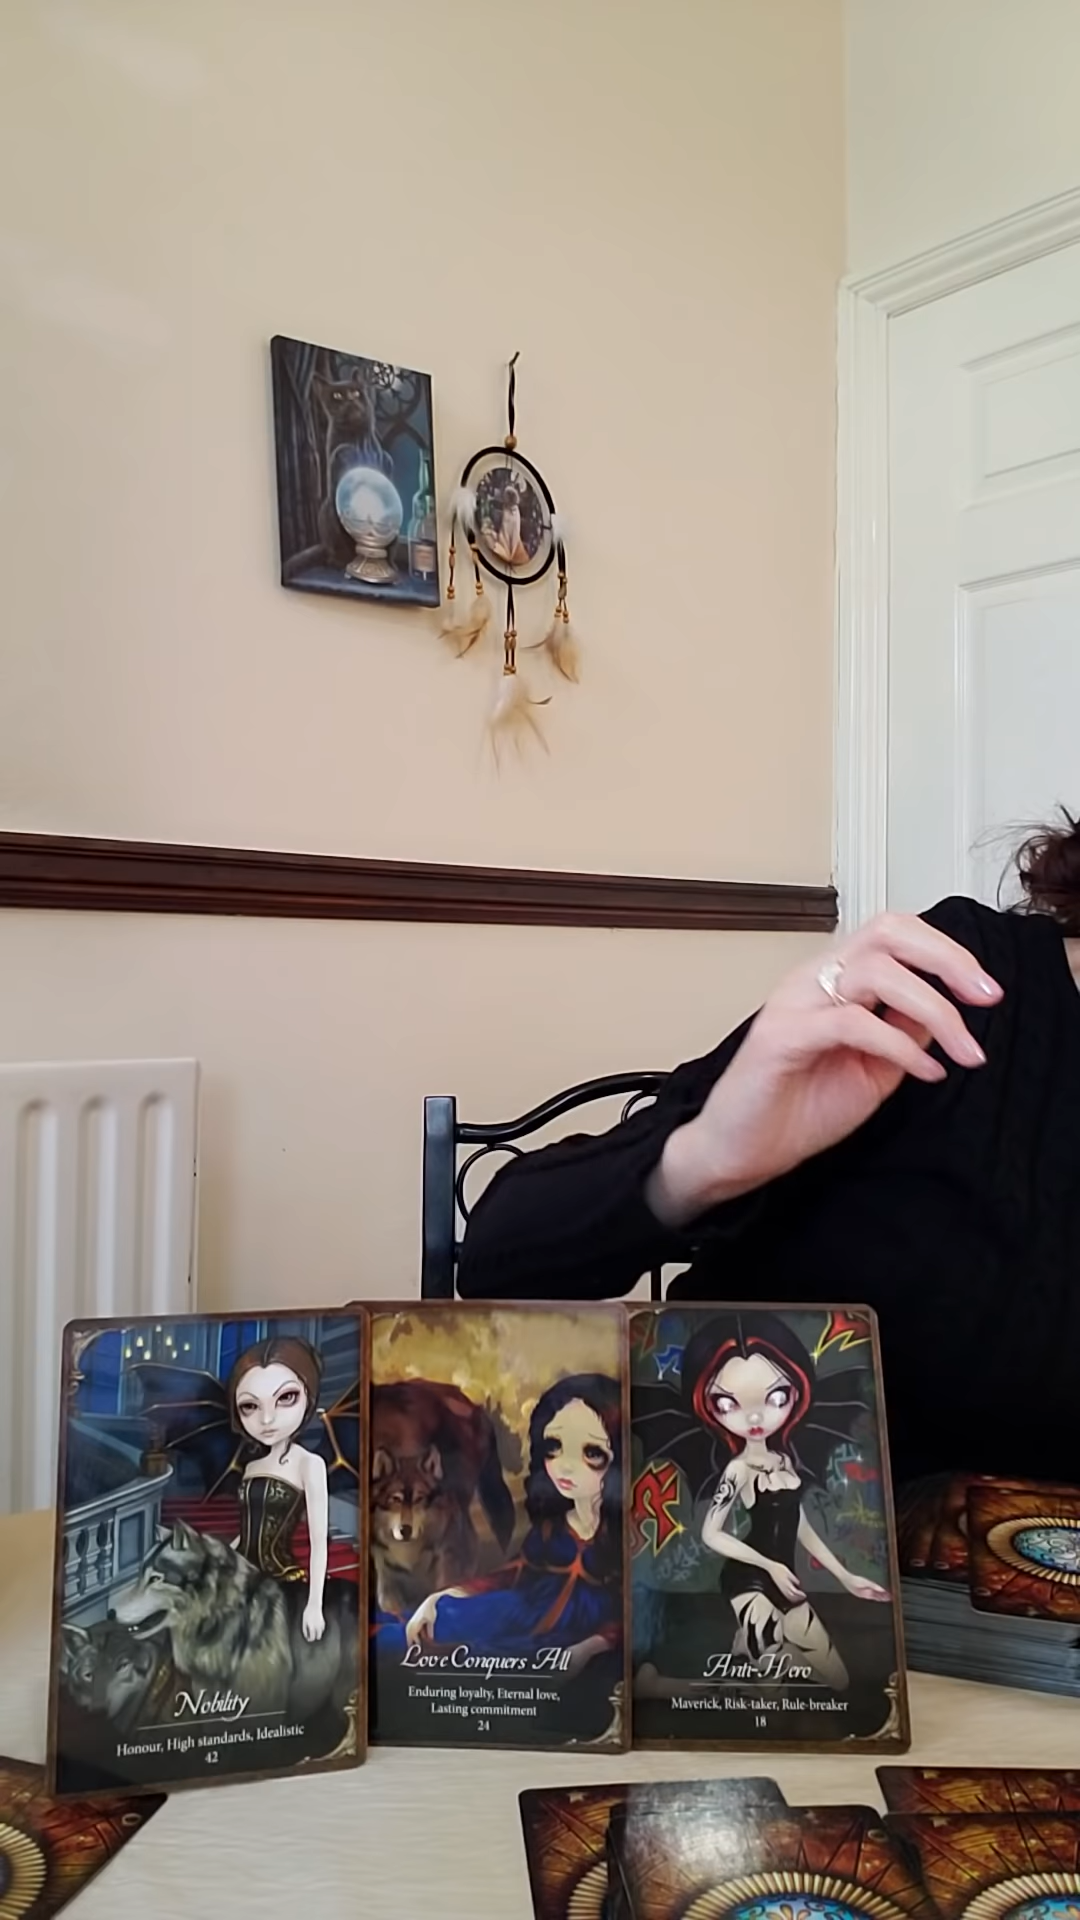 Nobility
Honour, High standards, Idealistic
42
Love Conquers All
Enduring loyalty, Eternal love,
Lasting commitment
24
Anti-Hero
Maverick, Risk-taker, Rule-breaker
18